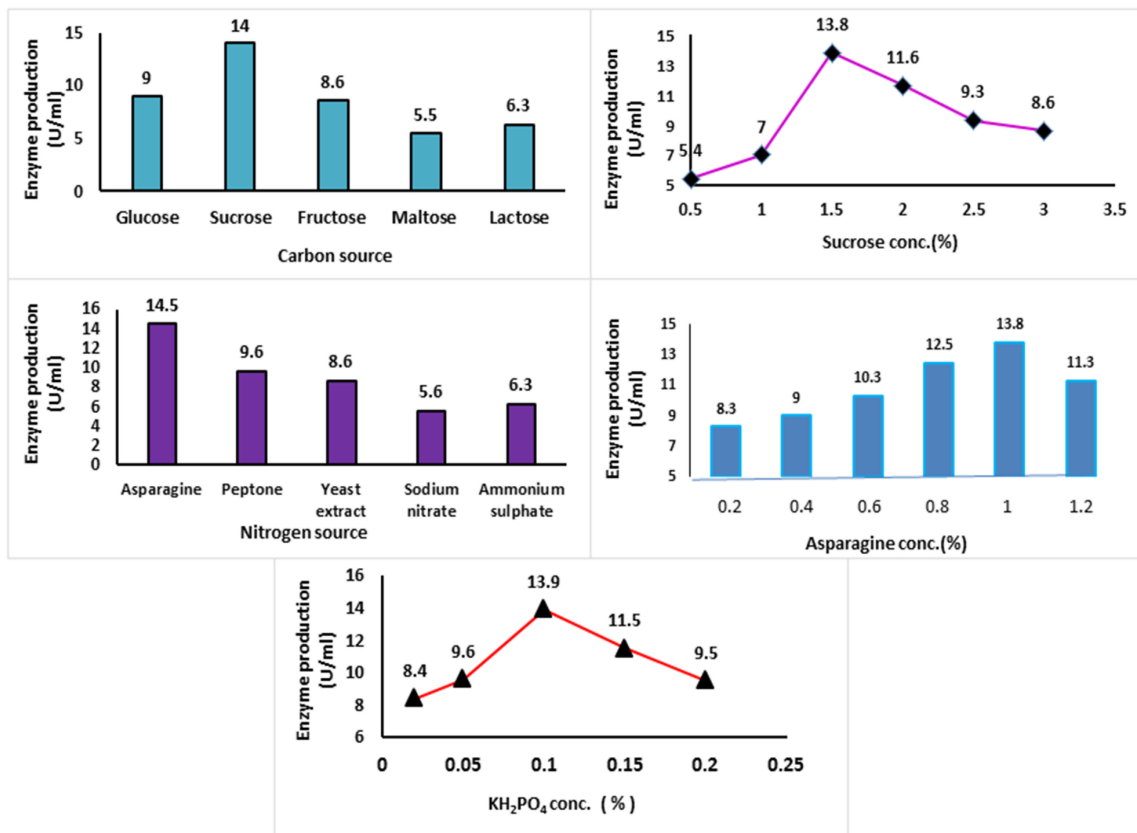 Enzyme production
(U/ml)
15
10
5
0
9
14
8.6
5.5
6.3
Glucose Sucrose Fructose Maltose Lactose
Carbon source
Enzyme production
(U/ml)
15
13
11
9
7
5
5.4
7
13.8
11.6
9.3
8.6
0.5 1 1.5 2 2.5 3 3.5
Sucrose conc.(%)
Enzyme production
(U/ml)
16
14
12
10
8
6
4
2
0
14.5
9.6
8.6
5.6
6.3
Asparagine Peptone Yeast Sodium Ammonium
extract nitrate sulphate
Nitrogen source
Enzyme production
(U/ml)
15
13
11
9
7
5
8.3
9
10.3
12.5
13.8
11.3
0.2 0.4 0.6 0.8 1 1.2
Asparagine conc.(%)
Enzyme production
(U/ml)
16
14
12
10
8
6
8.4
9.6
13.9
11.5
9.5
0 0.05 0.1 0.15 0.2 0.25
KH₂PO₄ conc. ( % )